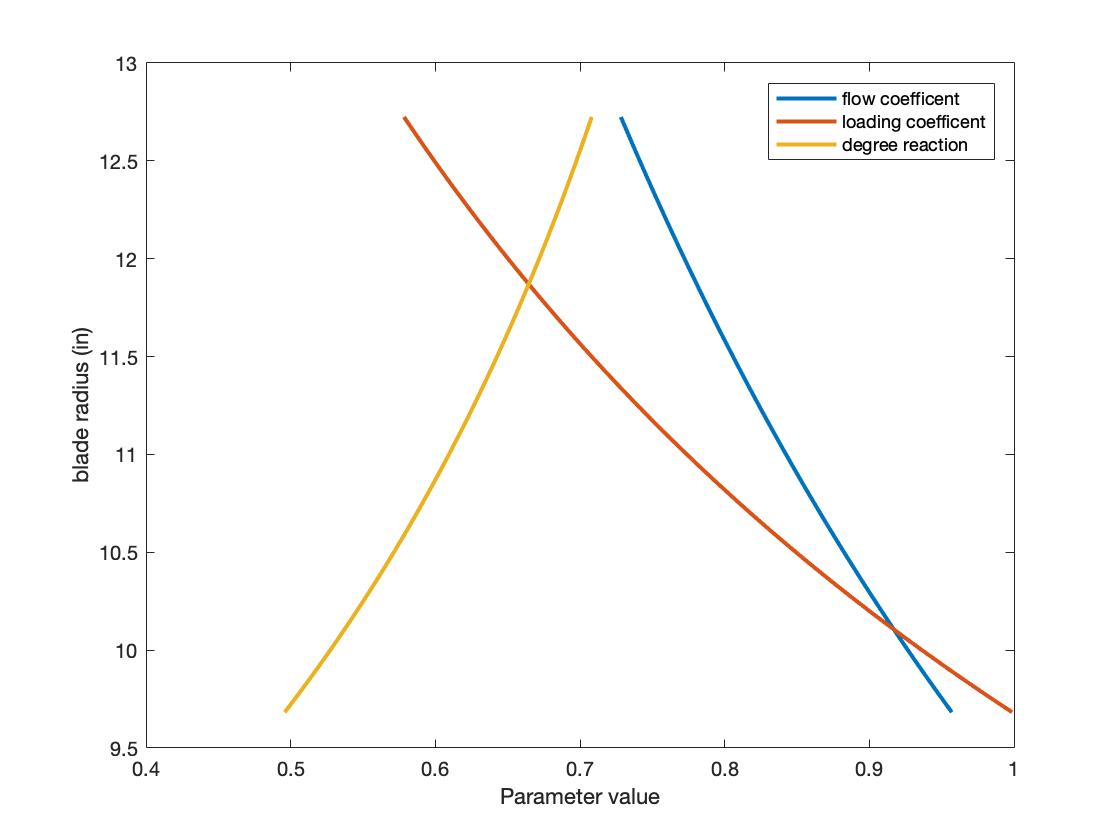 13
12.5
12
11.5
11
10.5
10
9.5
blade radius (in)
flow coefficent
loading coefficent
degree reaction
0.4 0.5 0.6 0.7 0.8 0.9 1
Parameter value